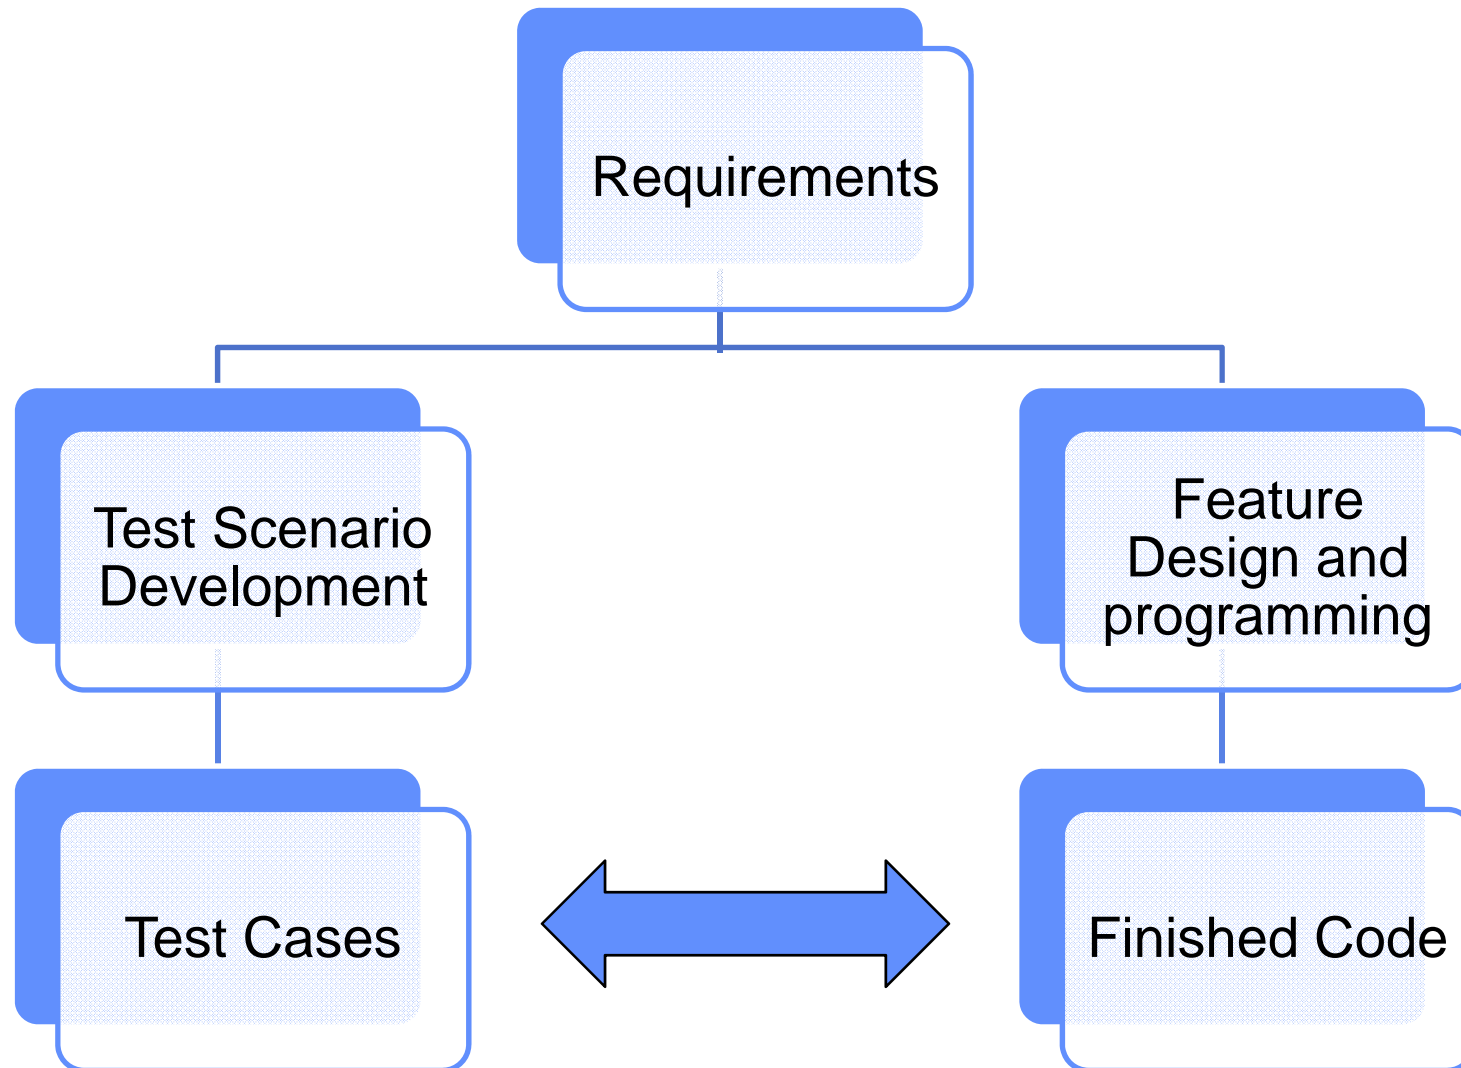 Requirements
Test Scenario
Development
Feature
Design and
programming
Test Cases
Finished Code